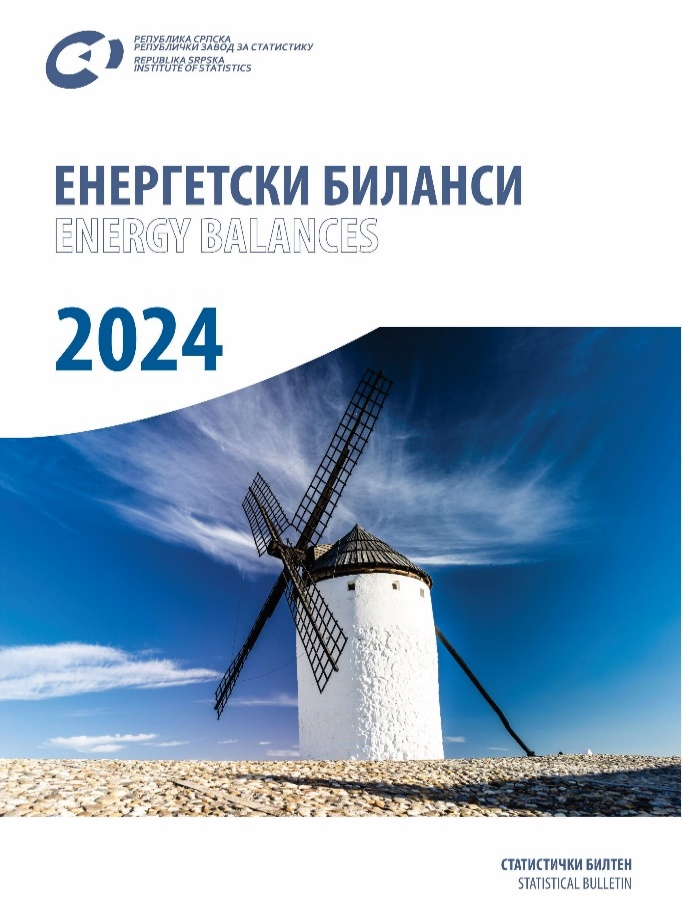 РЕПУБЛИКА СРПСКА
РЕПУБЛИЧКИ ЗАВОД ЗА СТАТИСТИКУ
REPUBLIKA SRPSKA
INSTITUTE OF STATISTICS
ЕНЕРГЕТСКИ БИЛАНСИ
ENERGY BALANCES
2024
СТАТИСТИЧКИ БИЛТЕН
STATISTICAL BULLETIN